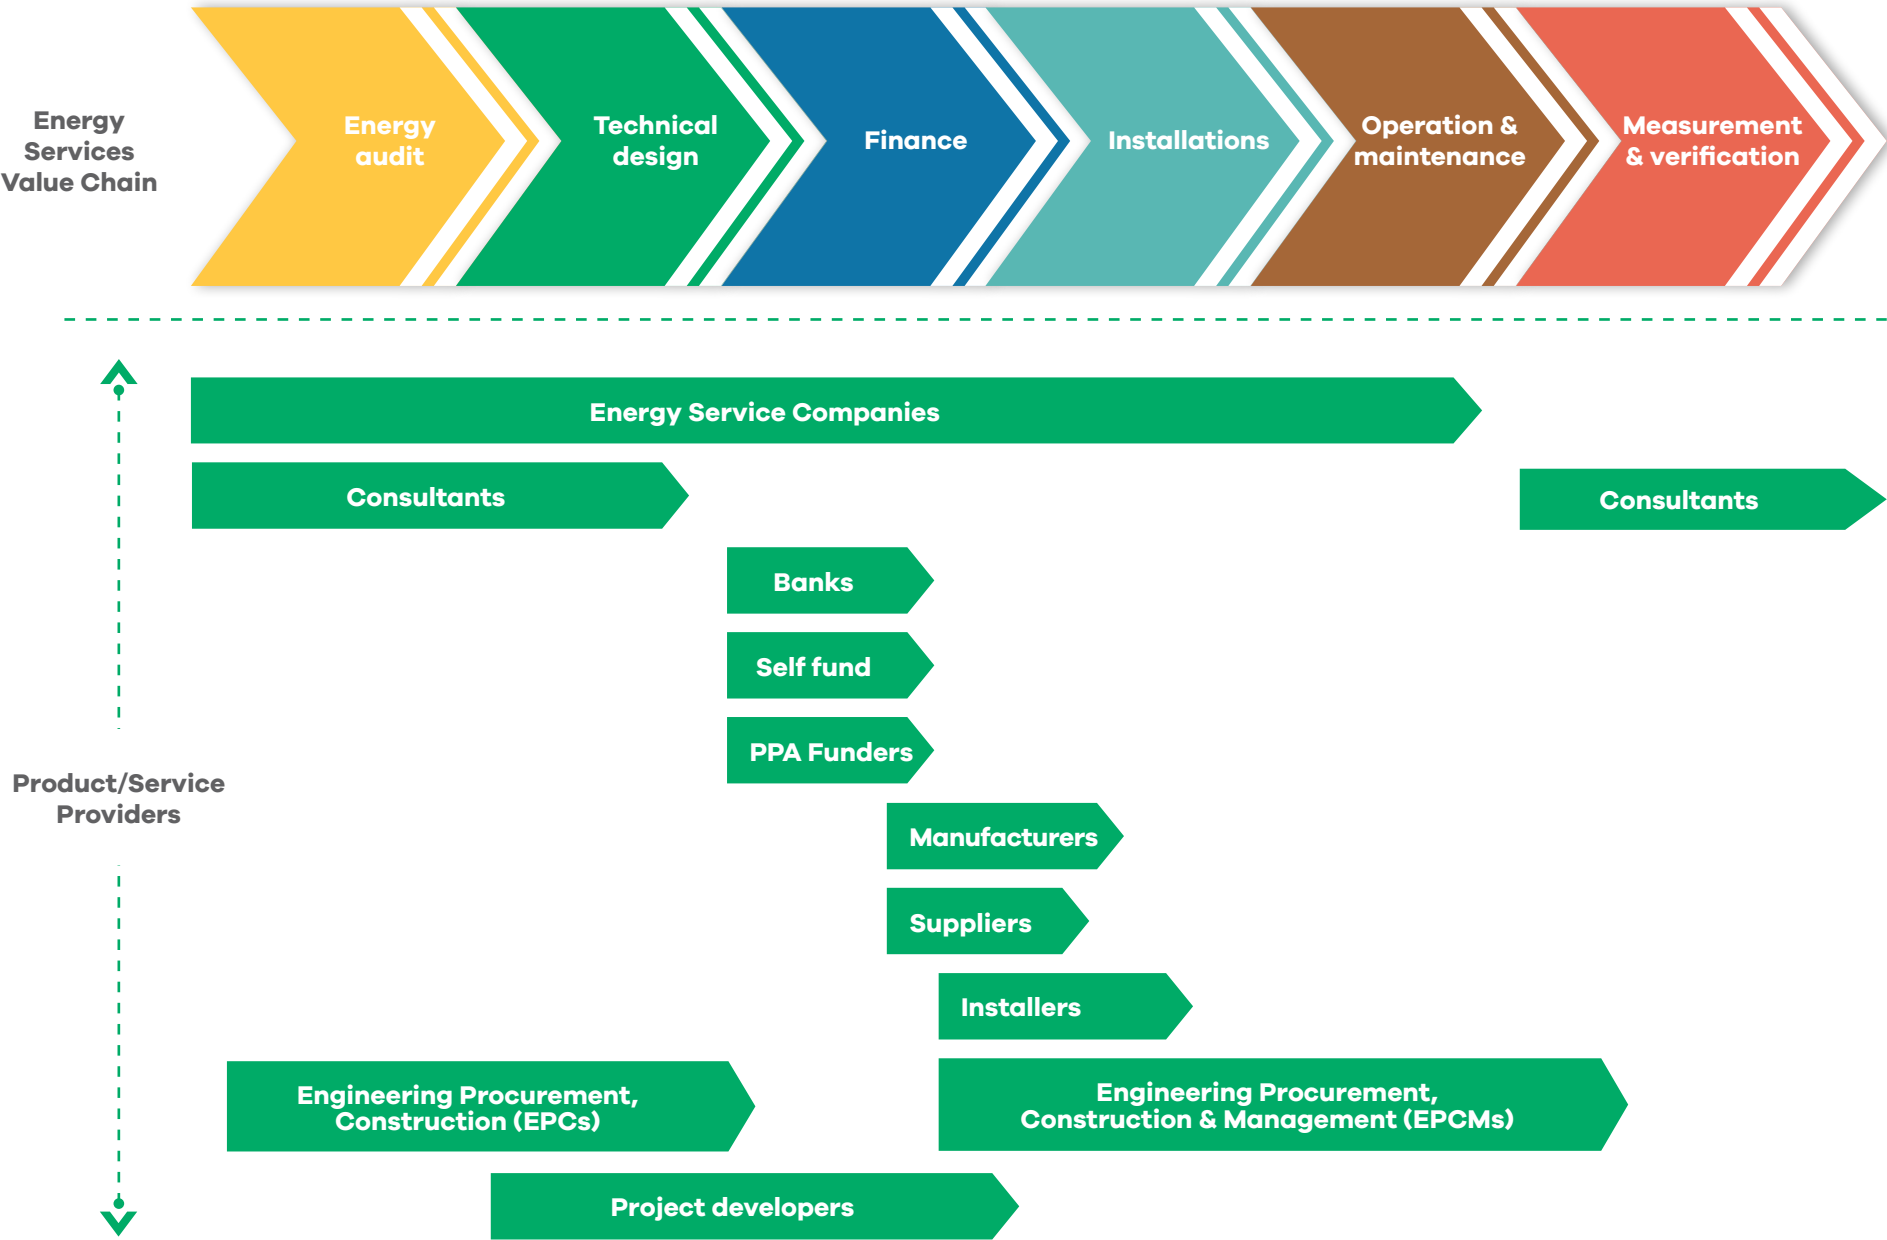 Energy
Services
Value Chain
Energy
audit
Technical
design
Finance
Installations
Operation &
maintenance
Measurement
& verification
Energy Service Companies
Consultants
Consultants
Banks
Self fund
PPA Funders
Product/Service
Providers
Manufacturers
Suppliers
Installers
Engineering Procurement,
Construction (EPCs)
Engineering Procurement,
Construction & Management (EPCMs)
Project developers